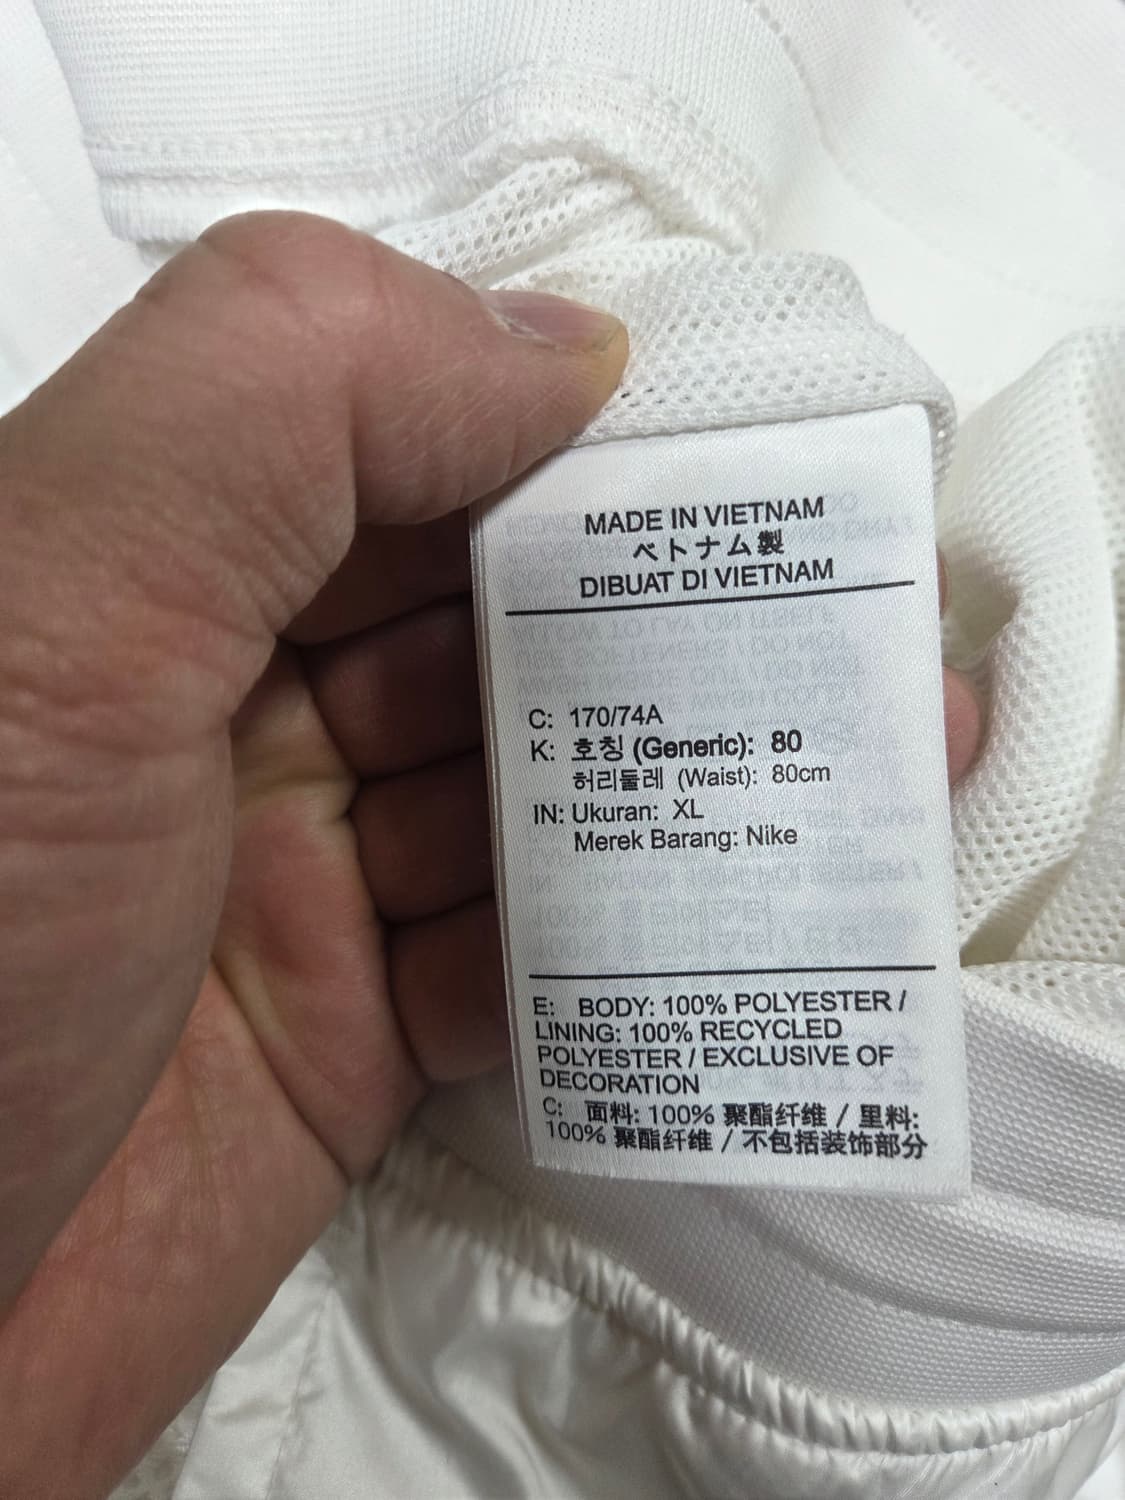 MADE IN VIETNAM
ベトナム製
DIBUAT DI VIETNAM
C: 170/74A
K: 호칭 (Generic): 80
허리둘레 (Waist): 80cm
IN: Ukuran: XL
Merek Barang: Nike
E: BODY: 100% POLYESTER /
LINING: 100% RECYCLED
POLYESTER / EXCLUSIVE OF
DECORATION
C: 面料: 100% 聚酯纤维 / 里料:
100% 聚酯纤维 / 不包括装饰部分